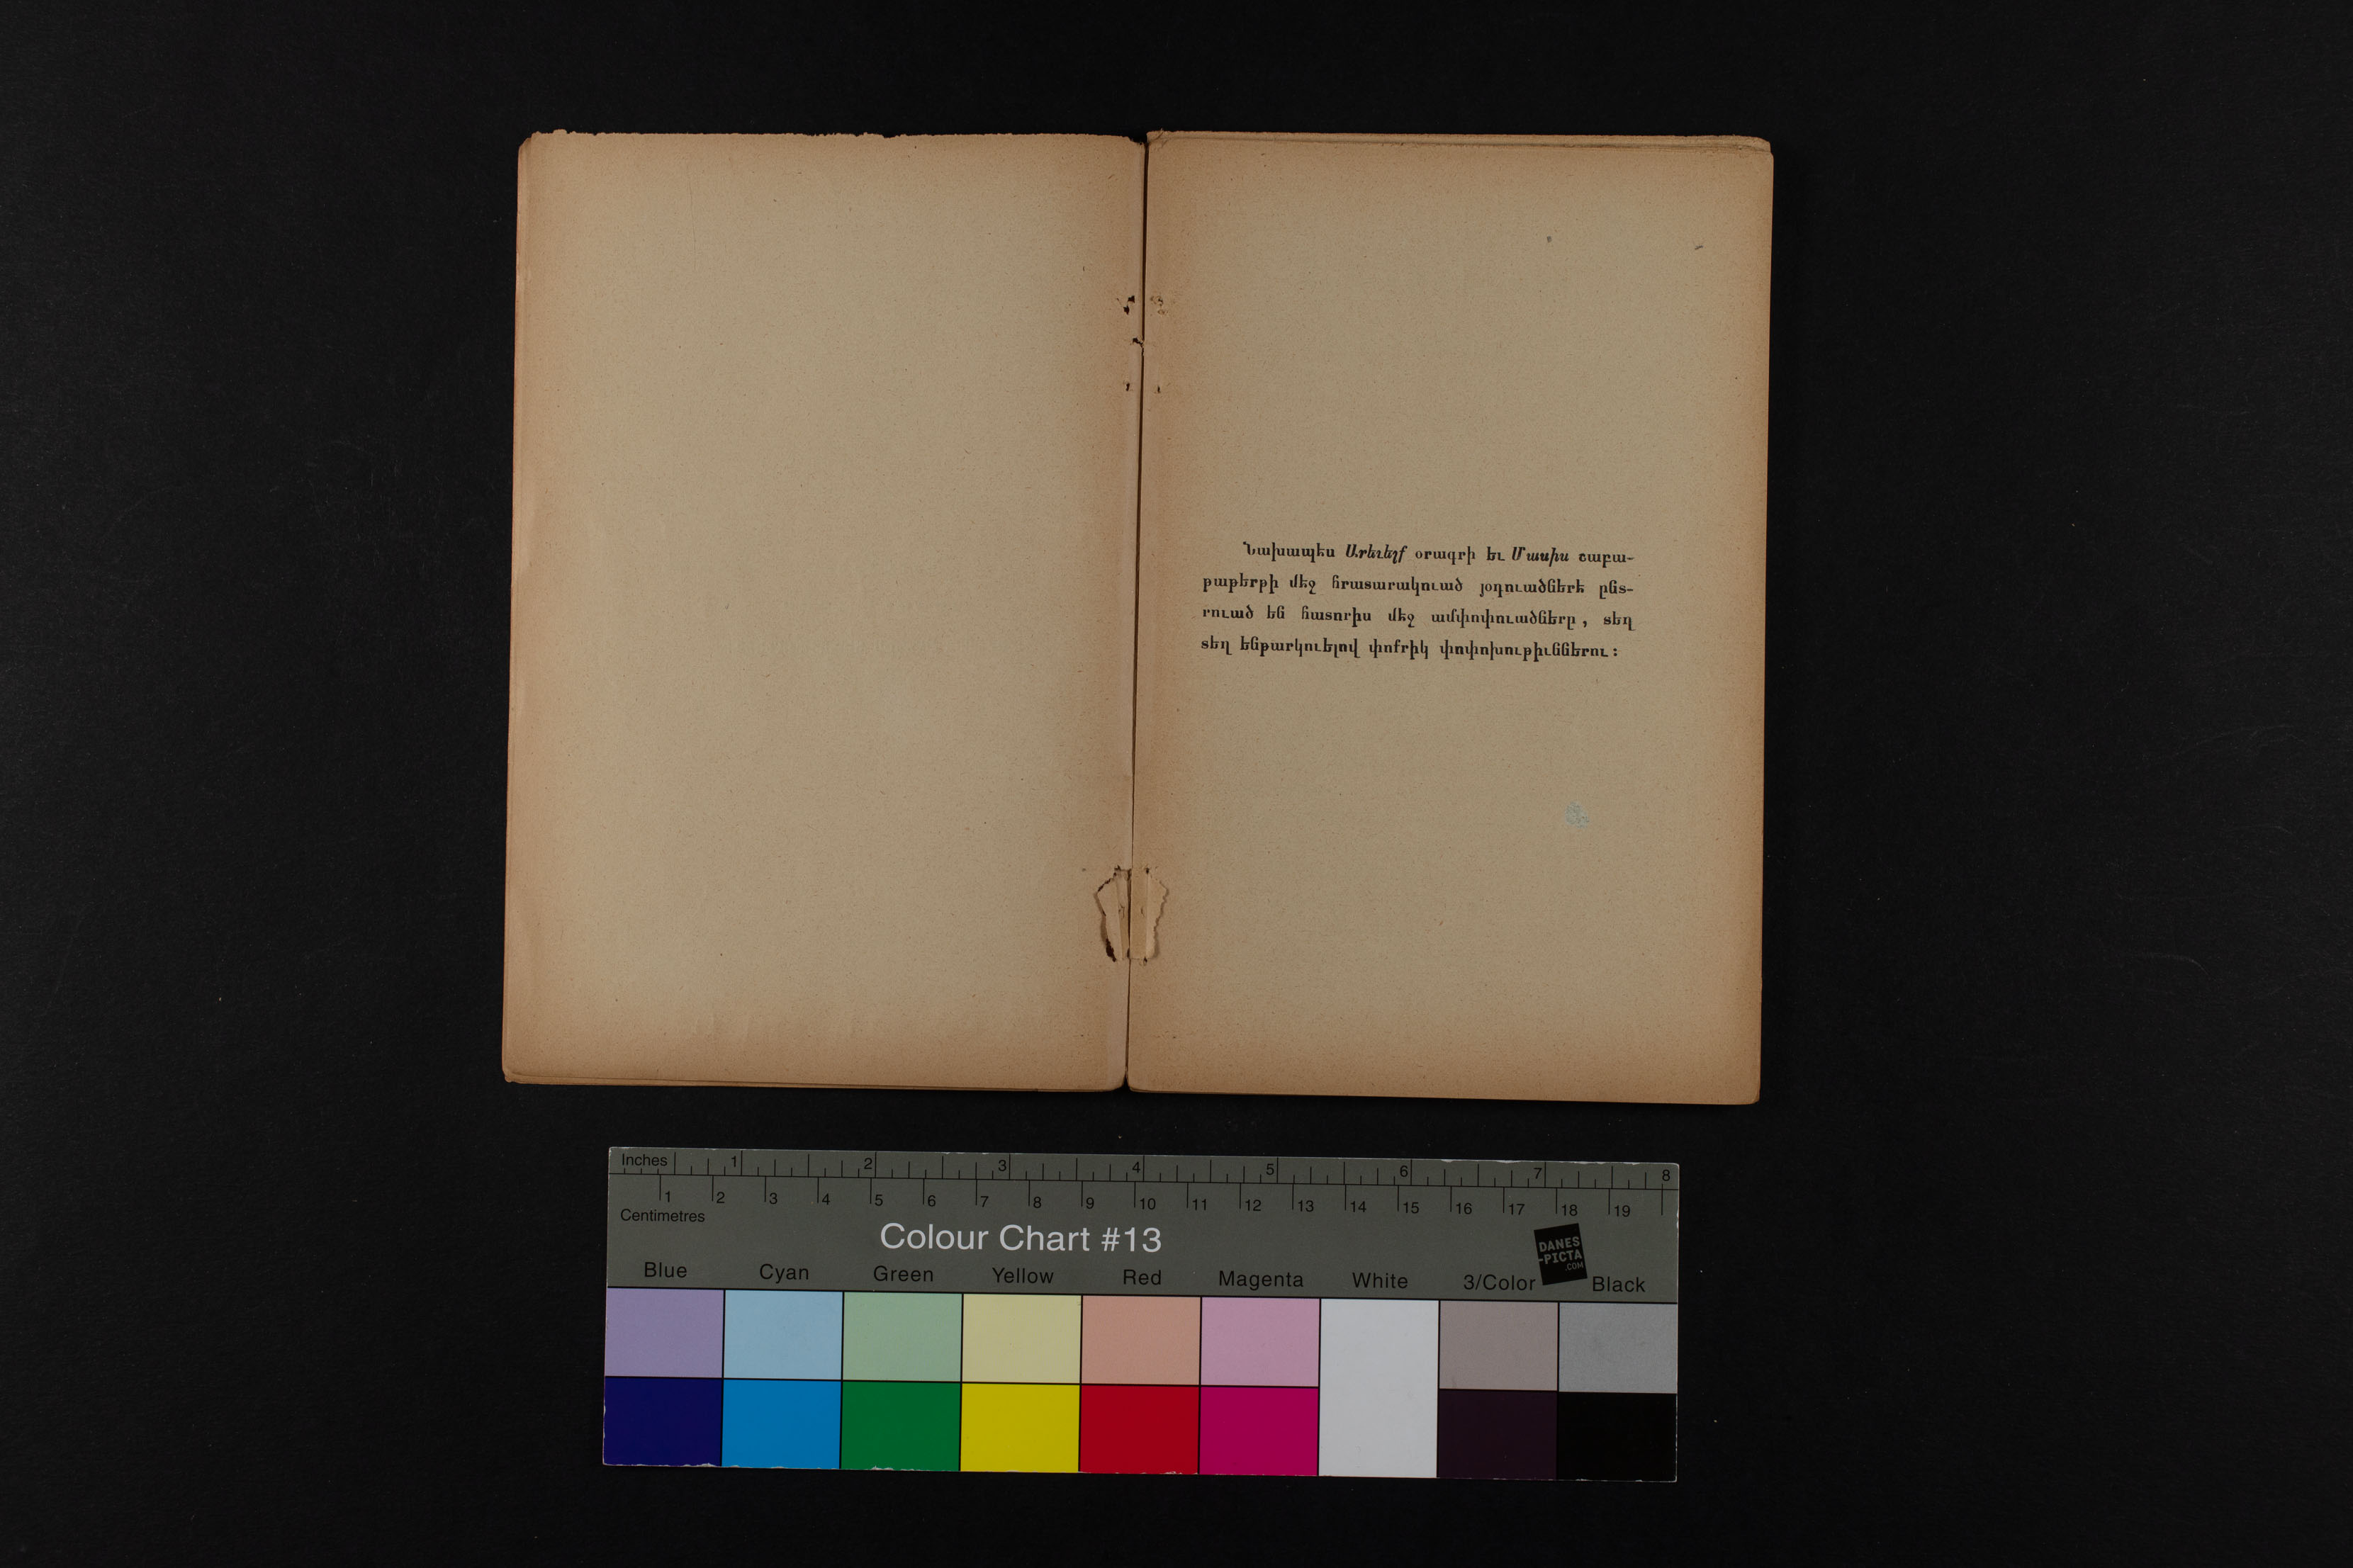 Նախապէս Արեւելք օրագրի եւ Մասիս շաբա-
թաթերթի մէջ հրատարակուած յօդուածներէ ընտ-
րուած են հատորիս մէջ ամփոփուածները, տեղ
տեղ ենթարկուելով փոքրիկ փոփոխութիւններու:
Inches 1 2 3 4 5 6 7 8
1 2 3 4 5 6 7 8 9 10 11 12 13 14 15 16 17 18 19
Centimetres
Colour Chart #13
DANES
-PICTA
.COM
Blue Cyan Green Yellow Red Magenta White 3/Color Black